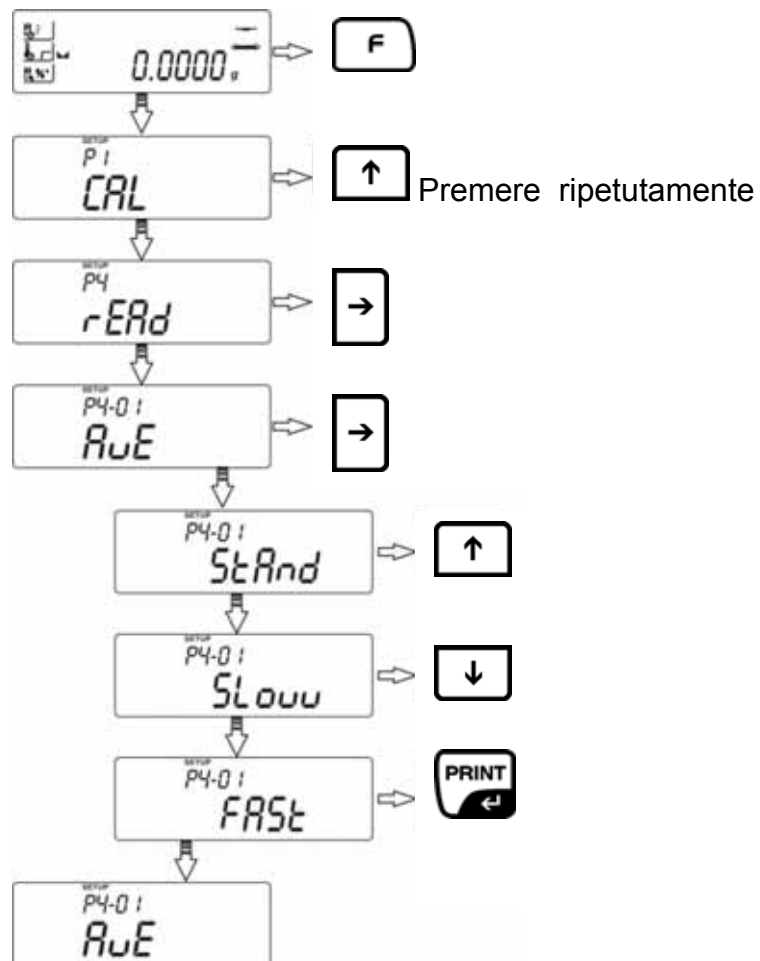 0.0000 g
F
SETUP
P1
CAL
↑ Premere ripetutamente
SETUP
P4
rEAd
→
SETUP
P4-01
AvE
→
SETUP
P4-01
StAnd
↑
SETUP
P4-01
SLouu
↓
SETUP
P4-01
FASt
PRINT
SETUP
P4-01
AvE